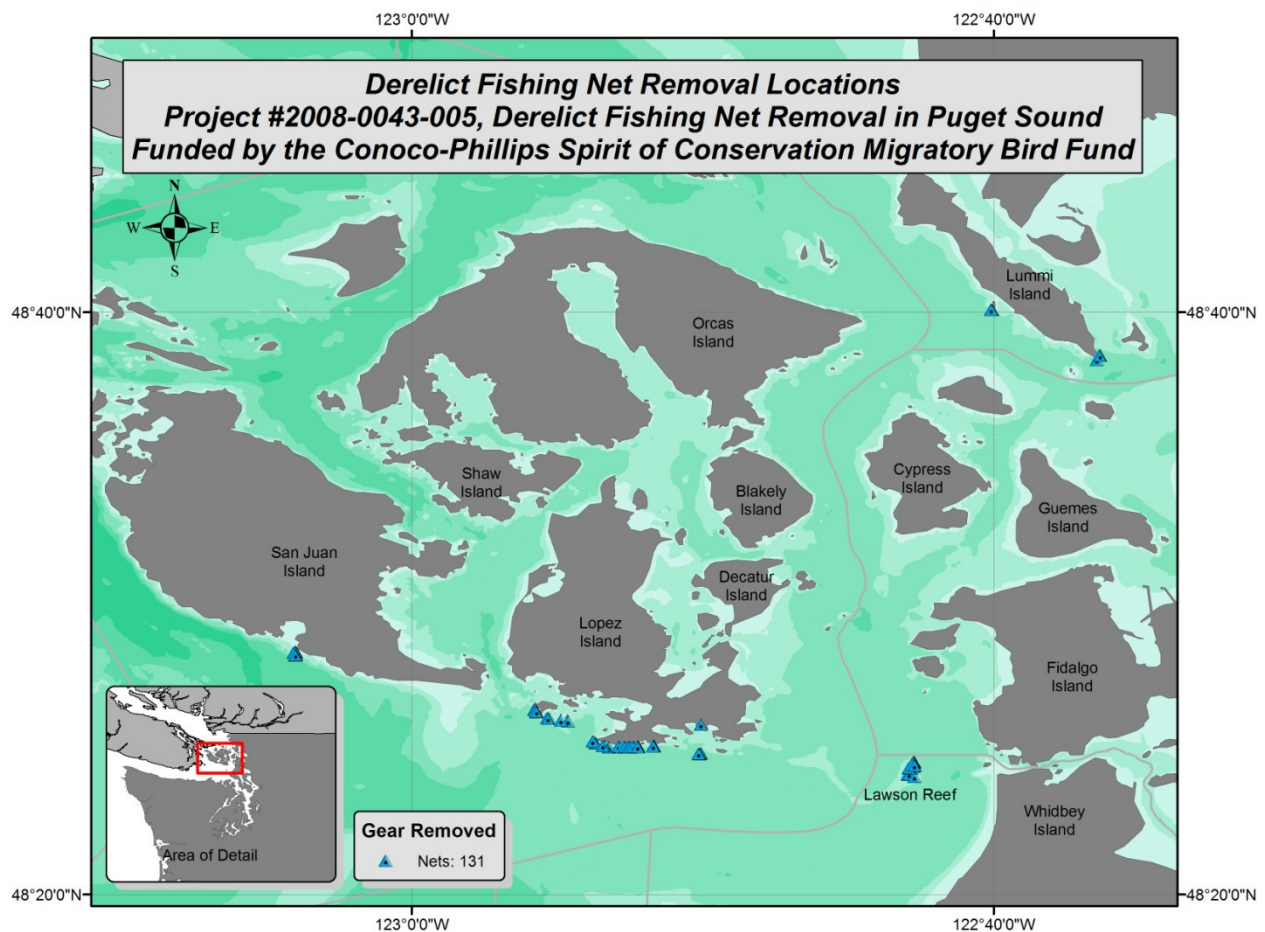 123°0'0"W
122°40'0"W
Derelict Fishing Net Removal Locations
Project #2008-0043-005, Derelict Fishing Net Removal in Puget Sound
Funded by the Conoco-Phillips Spirit of Conservation Migratory Bird Fund
N
W
E
S
Lummi
Island
48°40'0"N
48°40'0"N
Orcas
Island
Shaw
Island
Cypress
Island
Blakely
Island
Guemes
Island
San Juan
Island
Decatur
Island
Lopez
Island
Fidalgo
Island
Lawson Reef
Whidbey
Island
Area of Detail
Gear Removed
Nets: 131
48°20'0"N
48°20'0"N
123°0'0"W
122°40'0"W